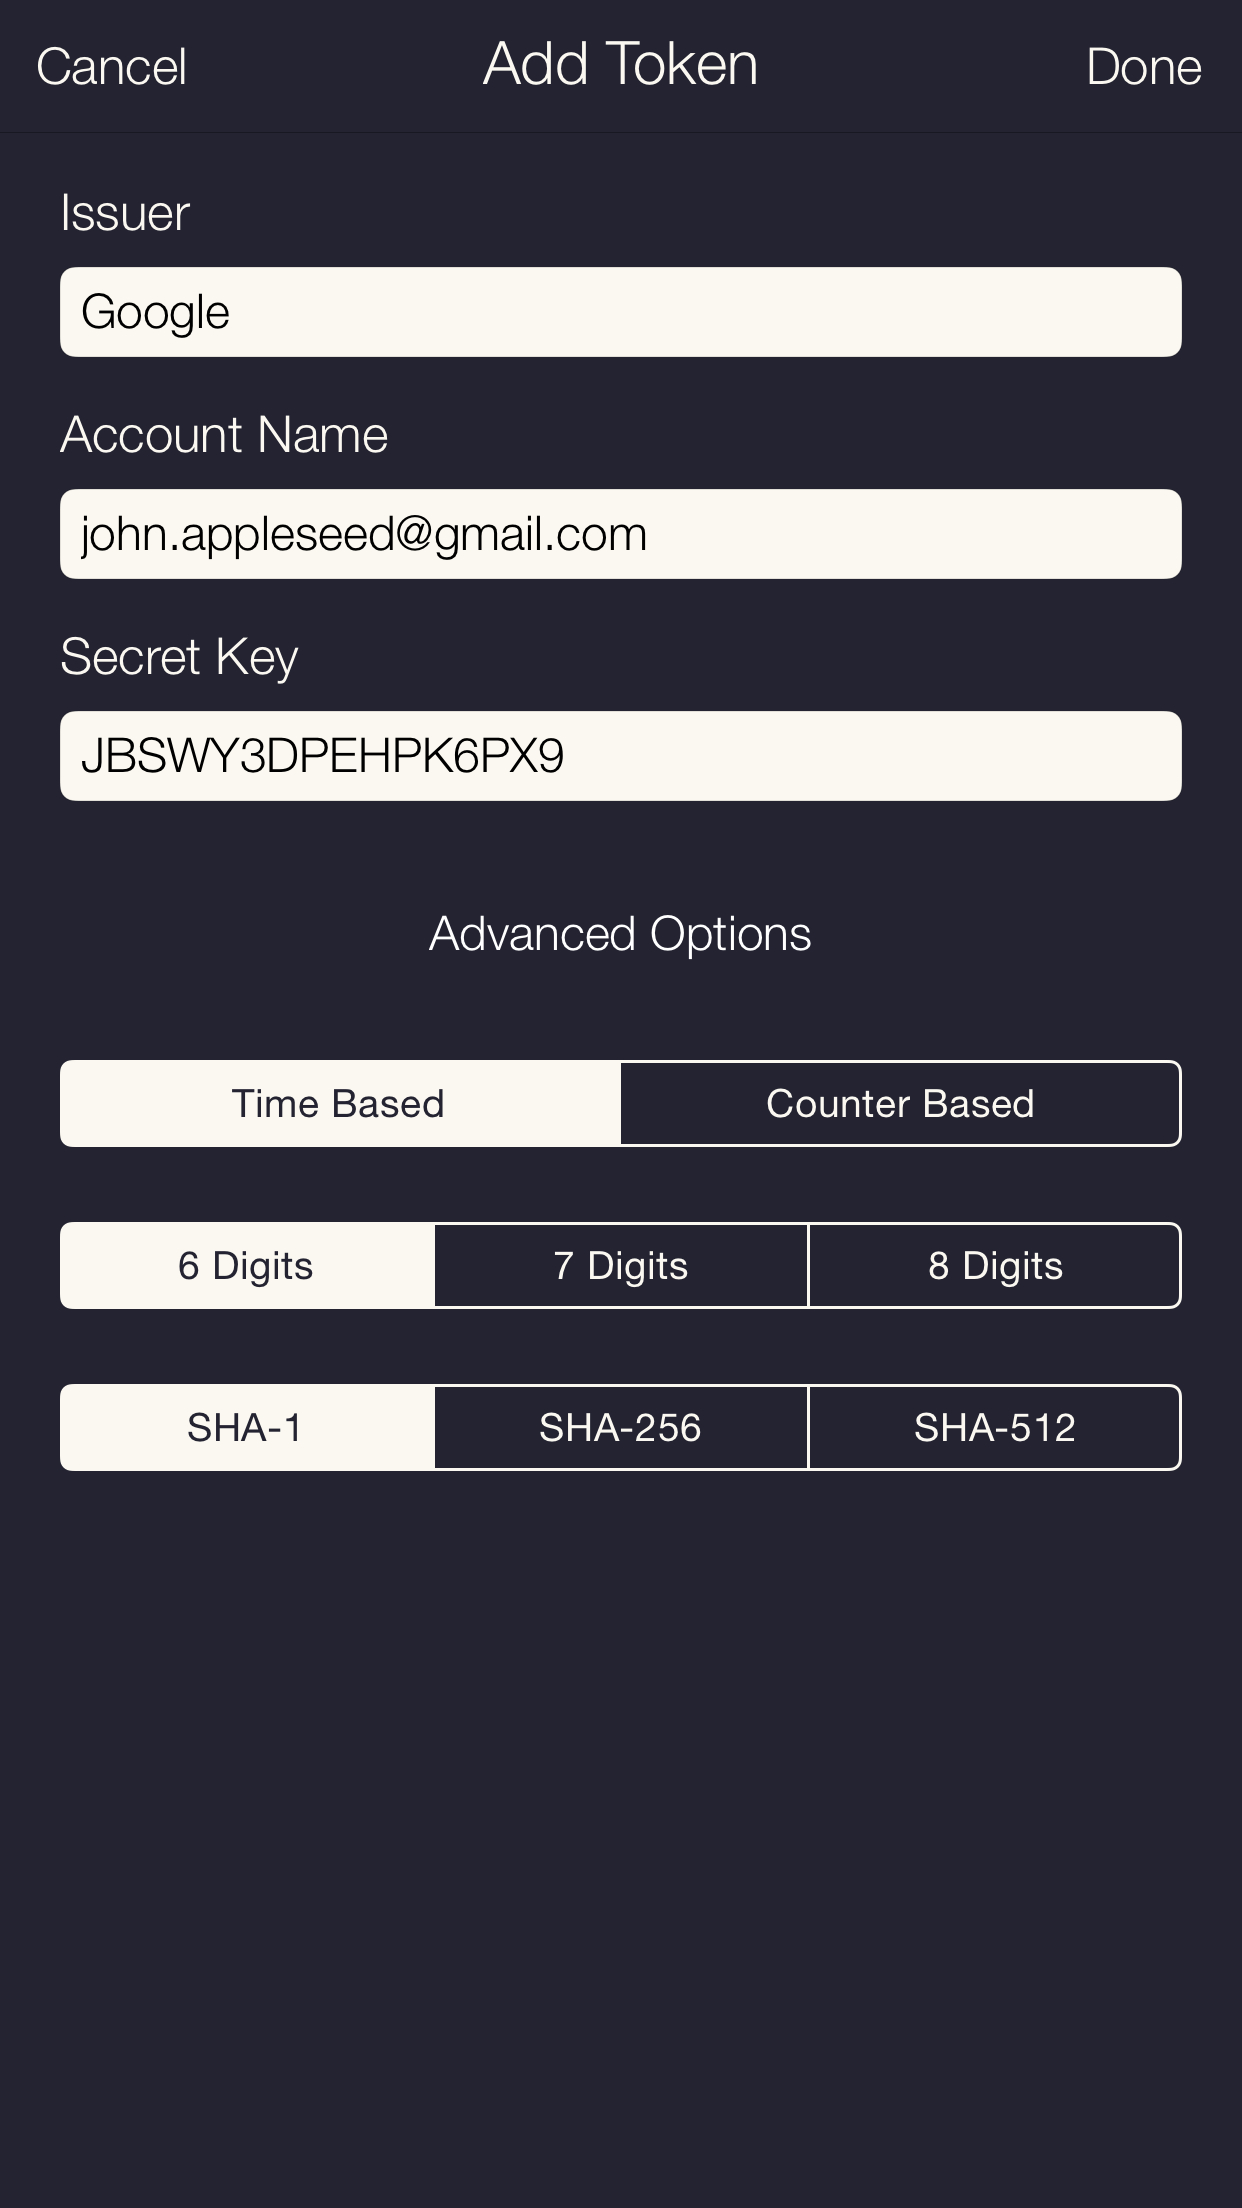 Cancel Add Token Done
Issuer
Google
Account Name
john.appleseed@gmail.com
Secret Key
JBSWY3DPEHPK6PX9
Advanced Options
Time Based Counter Based
6 Digits 7 Digits 8 Digits
SHA-1 SHA-256 SHA-512